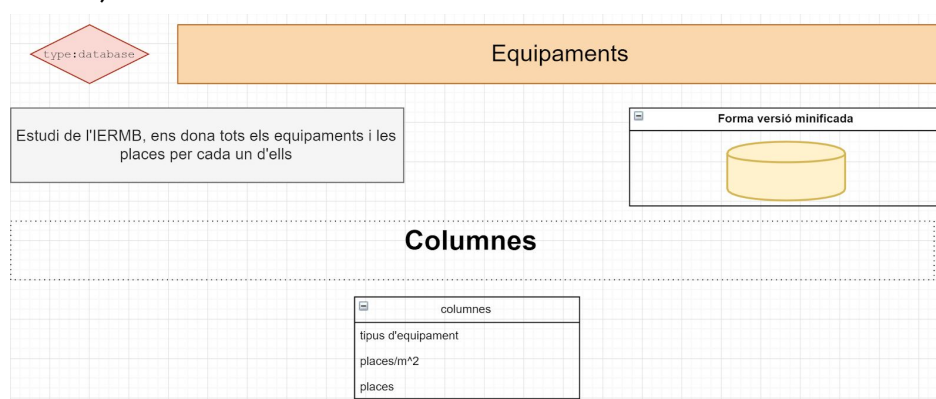 type:database
Equipaments
Estudi de l'IERMB, ens dona tots els equipaments i les
places per cada un d'ells
Forma versió minificada
Columnes
columnes
tipus d'equipament
places/m^2
places